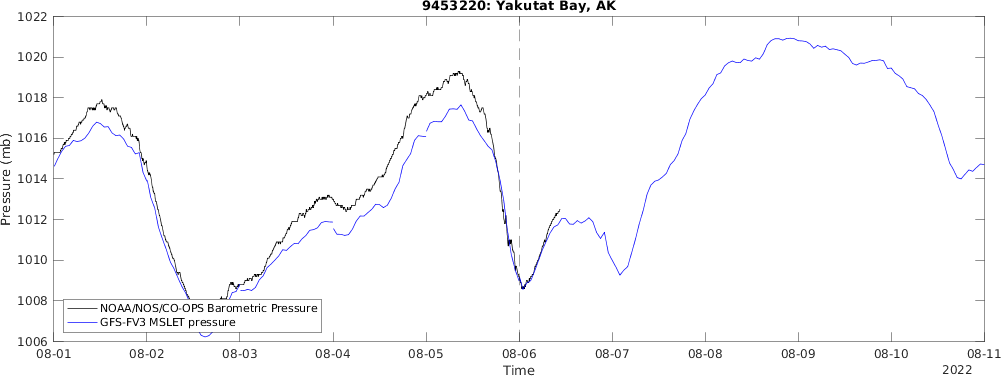 9453220: Yakutat Bay, AK
1022
1020
1018
1016
1014
1012
1010
1008
1006
Pressure (mb)
NOAA/NOS/CO-OPS Barometric Pressure
GFS-FV3 MSLET pressure
08-01 08-02 08-03 08-04 08-05 08-06 08-07 08-08 08-09 08-10 08-11
Time
2022